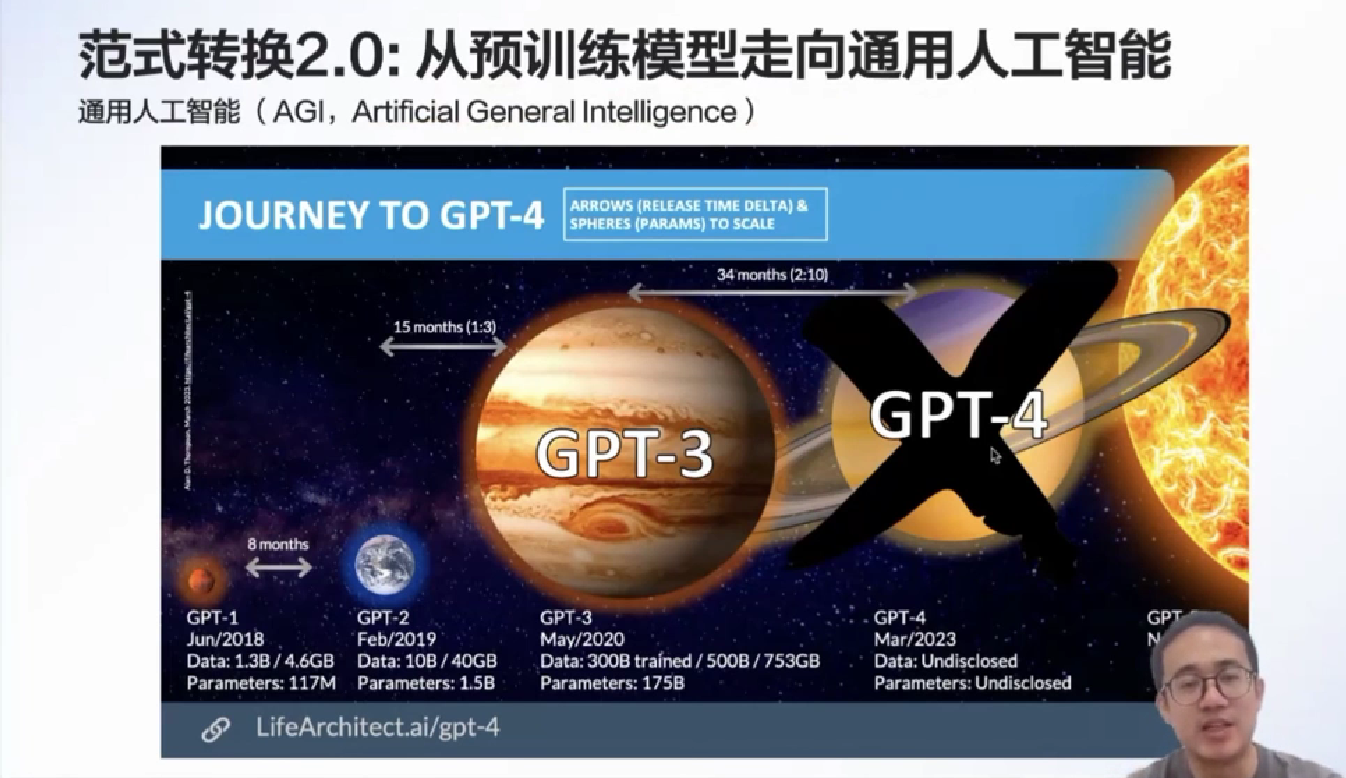 范式转换2.0: 从预训练模型走向通用人工智能
通用人工智能（AGI，Artificial General Intelligence）
JOURNEY TO GPT-4
ARROWS (RELEASE TIME DELTA) &
SPHERES (PARAMS) TO SCALE
34 months (2:10)
15 months (1:3)
8 months
GPT-3
GPT-4
GPT-1
Jun/2018
Data: 1.3B / 4.6GB
Parameters: 117M
GPT-2
Feb/2019
Data: 10B / 40GB
Parameters: 1.5B
GPT-3
May/2020
Data: 300B trained / 500B / 753GB
Parameters: 175B
GPT-4
Mar/2023
Data: Undisclosed
Parameters: Undisclosed
LifeArchitect.ai/gpt-4